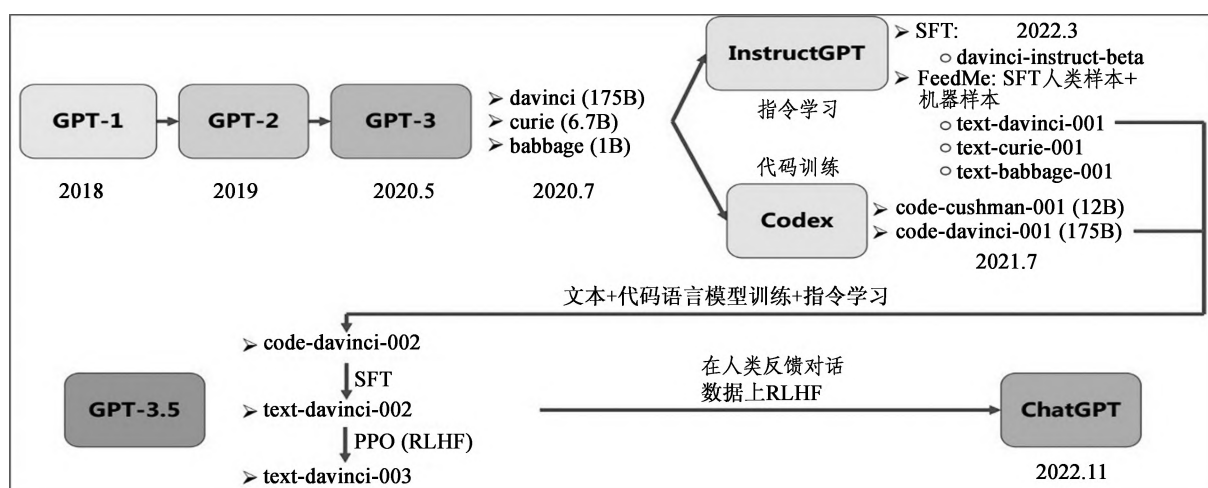 GPT-1
2018
GPT-2
2019
GPT-3
2020.5
➢ davinci (175B)
➢ curie (6.7B)
➢ babbage (1B)
2020.7
InstructGPT
指令学习
➢ SFT: 2022.3
○ davinci-instruct-beta
➢ FeedMe: SFT人类样本+
机器样本
○ text-davinci-001
○ text-curie-001
○ text-babbage-001
代码训练
Codex
➢ code-cushman-001 (12B)
➢ code-davinci-001 (175B)
2021.7
文本+代码语言模型训练+指令学习
GPT-3.5
➢ code-davinci-002
SFT
➢ text-davinci-002
PPO (RLHF)
➢ text-davinci-003
在人类反馈对话
数据上RLHF
ChatGPT
2022.11